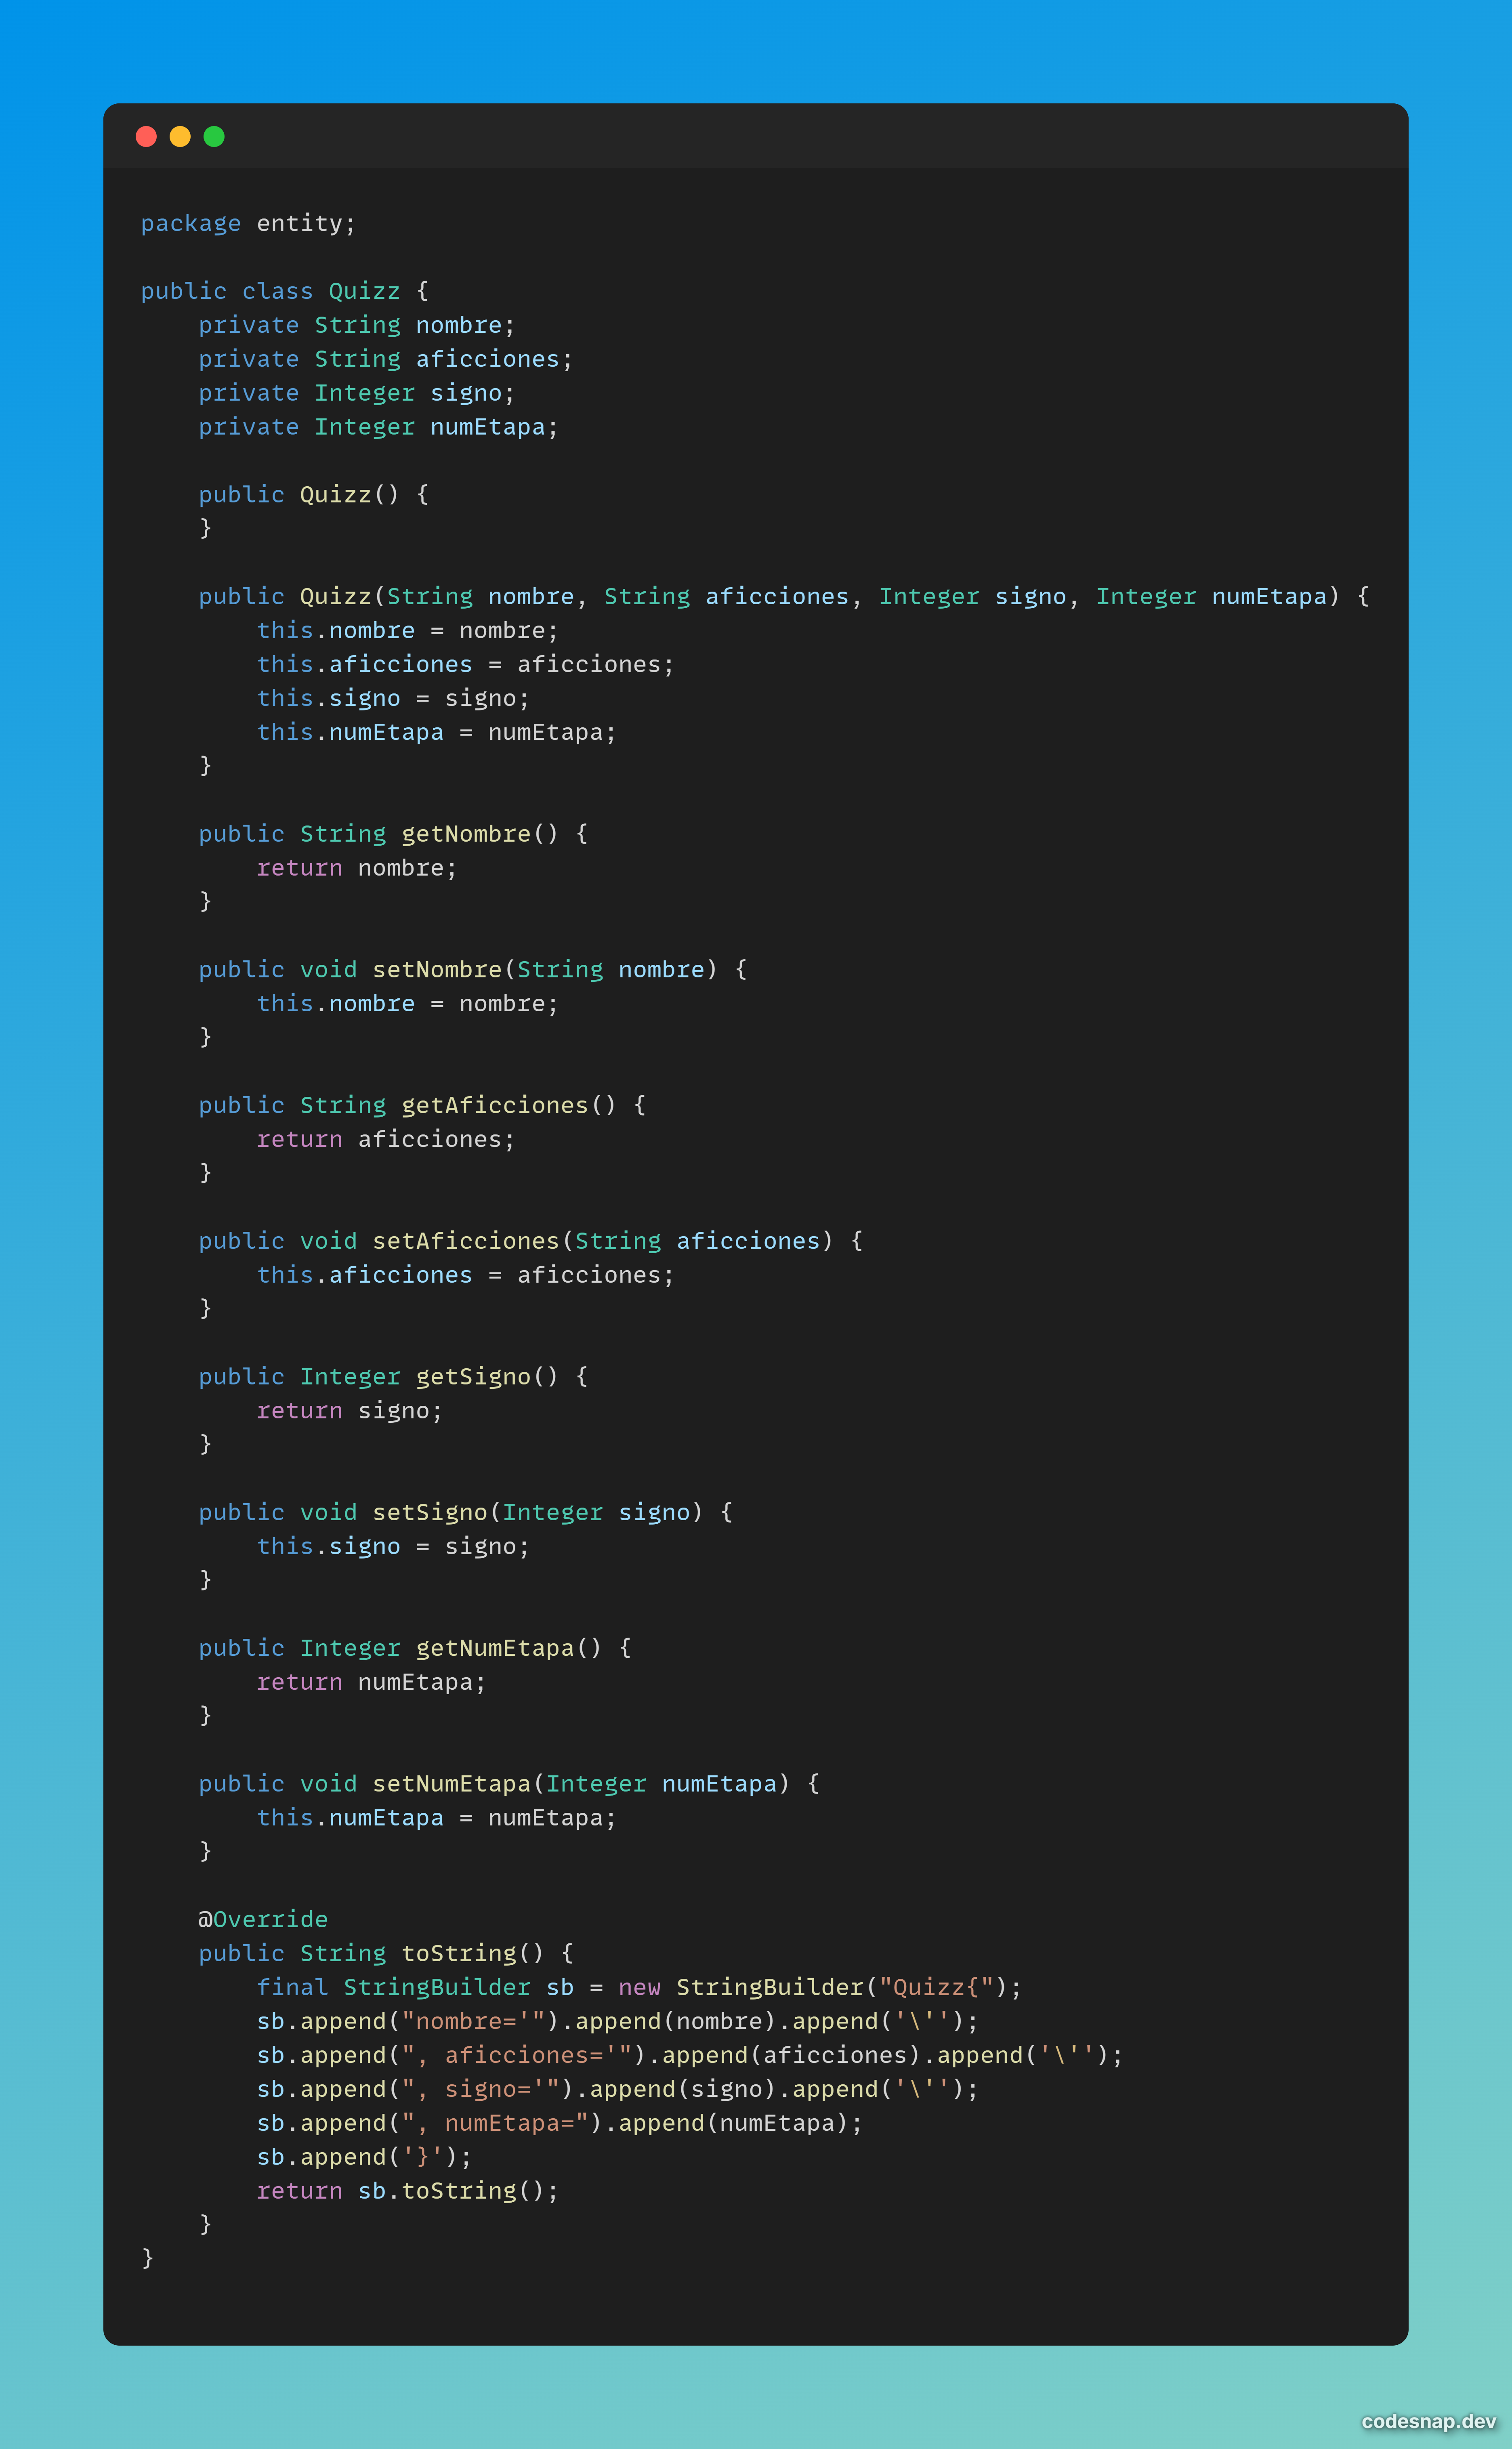 package entity;

public class Quizz {
    private String nombre;
    private String aficciones;
    private Integer signo;
    private Integer numEtapa;

    public Quizz() {
    }

    public Quizz(String nombre, String aficciones, Integer signo, Integer numEtapa) {
        this.nombre = nombre;
        this.aficciones = aficciones;
        this.signo = signo;
        this.numEtapa = numEtapa;
    }

    public String getNombre() {
        return nombre;
    }

    public void setNombre(String nombre) {
        this.nombre = nombre;
    }

    public String getAficciones() {
        return aficciones;
    }

    public void setAficciones(String aficciones) {
        this.aficciones = aficciones;
    }

    public Integer getSigno() {
        return signo;
    }

    public void setSigno(Integer signo) {
        this.signo = signo;
    }

    public Integer getNumEtapa() {
        return numEtapa;
    }

    public void setNumEtapa(Integer numEtapa) {
        this.numEtapa = numEtapa;
    }

    @Override
    public String toString() {
        final StringBuilder sb = new StringBuilder("Quizz{");
        sb.append("nombre='").append(nombre).append('\'');
        sb.append(", aficciones='").append(aficciones).append('\'');
        sb.append(", signo='").append(signo).append('\'');
        sb.append(", numEtapa=").append(numEtapa);
        sb.append('}');
        return sb.toString();
    }
}
codesnap.dev